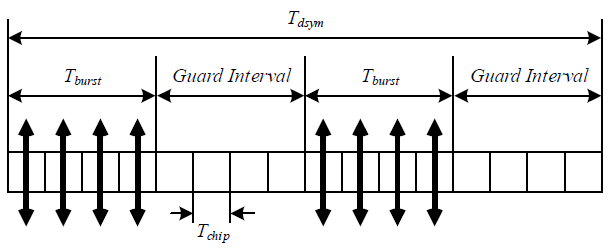 T_dsym
T_burst Guard Interval T_burst Guard Interval
T_chip